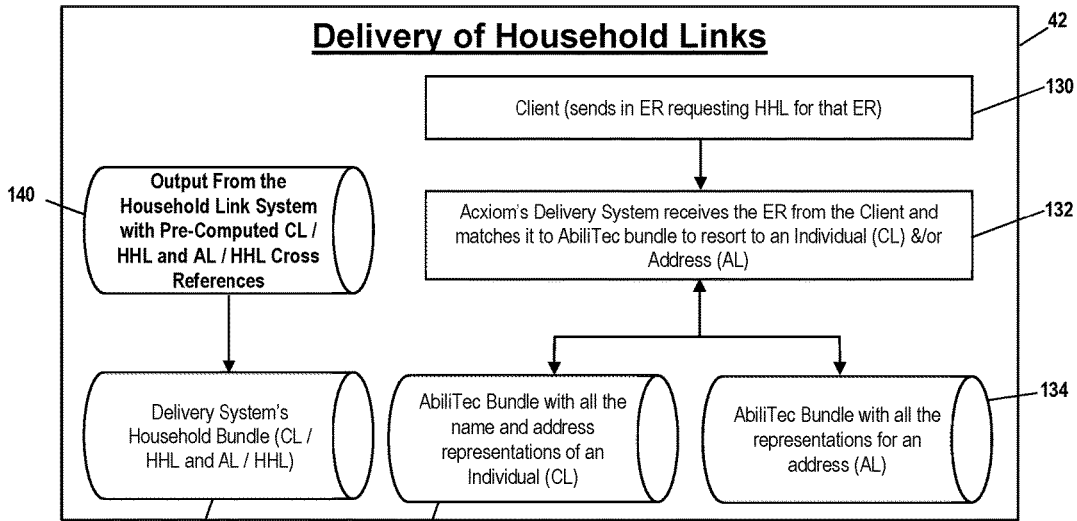 Delivery of Household Links
42
130
Client (sends in ER requesting HHL for that ER)
140
Output From the
Household Link System
with Pre-Computed CL /
HHL and AL / HHL Cross
References
132
Acxiom's Delivery System receives the ER from the Client and
matches it to AbiliTec bundle to resort to an Individual (CL) &/or
Address (AL)
Delivery System's
Household Bundle (CL /
HHL and AL / HHL)
AbiliTec Bundle with all the
name and address
representations of an
Individual (CL)
AbiliTec Bundle with all the
representations for an
address (AL)
134